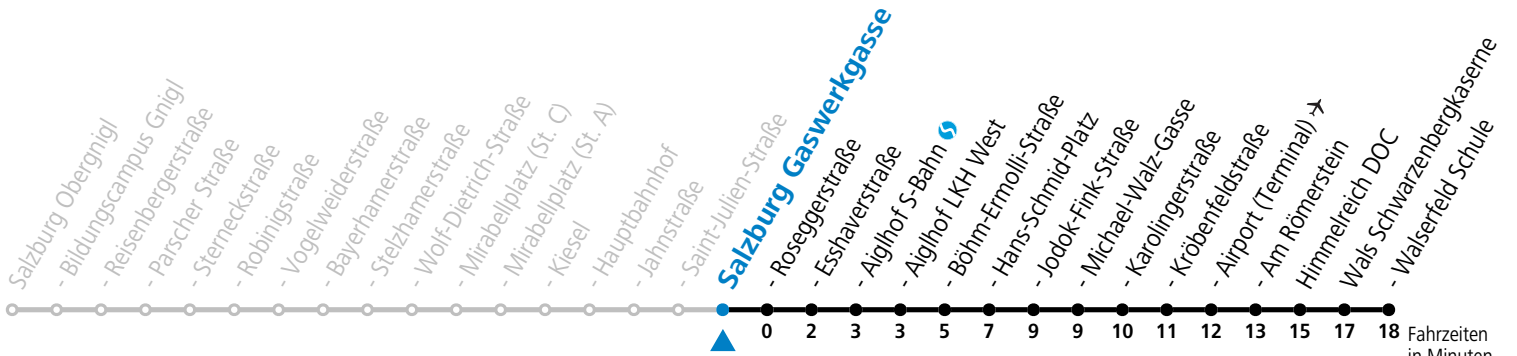 Salzburg Obergnigl
- Bildungscampus Gnigl
- Reisenbergerstraße
- Parscher Straße
- Sterneckstraße
- Robinigstraße
- Vogelweiderstraße
- Bayerhamerstraße
- Stelzhamerstraße
- Wolf-Dietrich-Straße
- Mirabellplatz (St. C)
- Mirabellplatz (St. A)
- Kiesel
- Hauptbahnhof
- Jahnstraße
- Saint-Julien-Straße
Salzburg Gaswerkgasse
- Roseggerstraße
- Esshaverstraße
- Aiglhof S-Bahn
- Aiglhof LKH West
- Böhm-Ermolli-Straße
- Hans-Schmid-Platz
- Jodok-Fink-Straße
- Michael-Walz-Gasse
- Karolingerstraße
- Kröbenfeldstraße
- Airport (Terminal)
- Am Römerstein
Himmelreich DOC
Wals Schwarzenbergkaserne
- Walserfeld Schule
0 2 3 3 5 7 9 9 10 11 12 13 15 17 18 Fahrzeiten
in Minuten